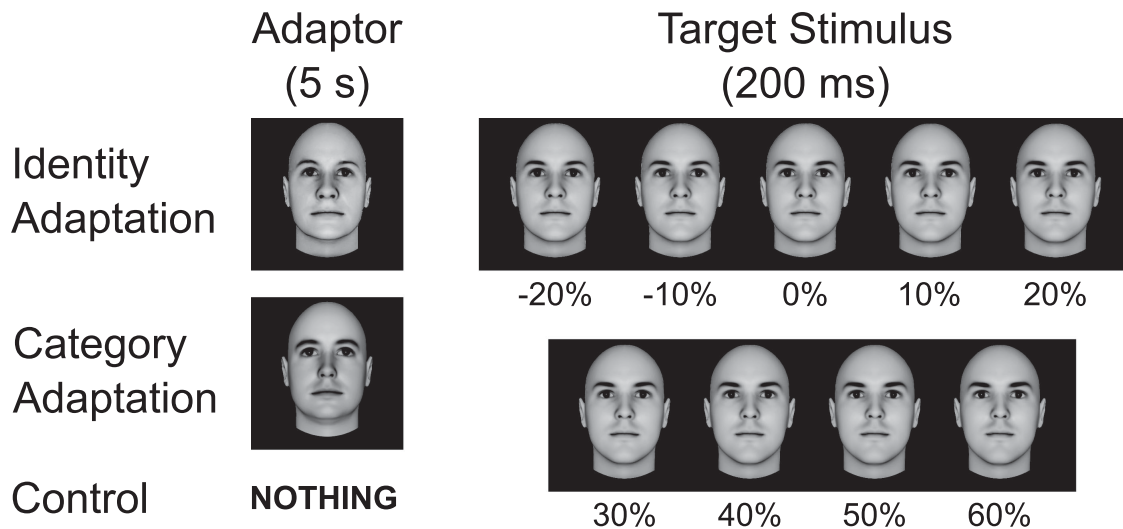 Adaptor
(5 s)
Target Stimulus
(200 ms)
Identity
Adaptation
-20% -10% 0% 10% 20%
Category
Adaptation
Control
NOTHING
30% 40% 50% 60%